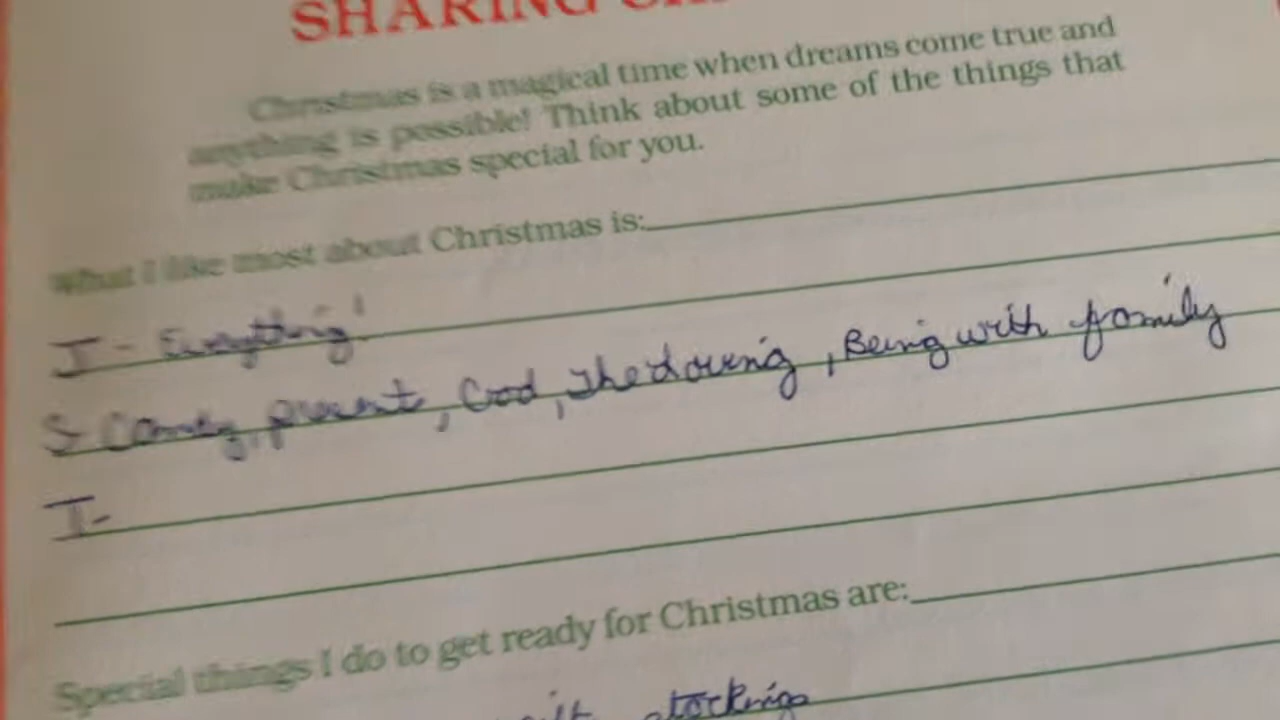 SHARING
Christmas is a magical time when dreams come true and
anything is possible! Think about some of the things that
make Christmas special for you.
What I like most about Christmas is:
I - Everything!
S Candy, present, God, The Loving, Being with family
I-
Special things I do to get ready for Christmas are:
stockings